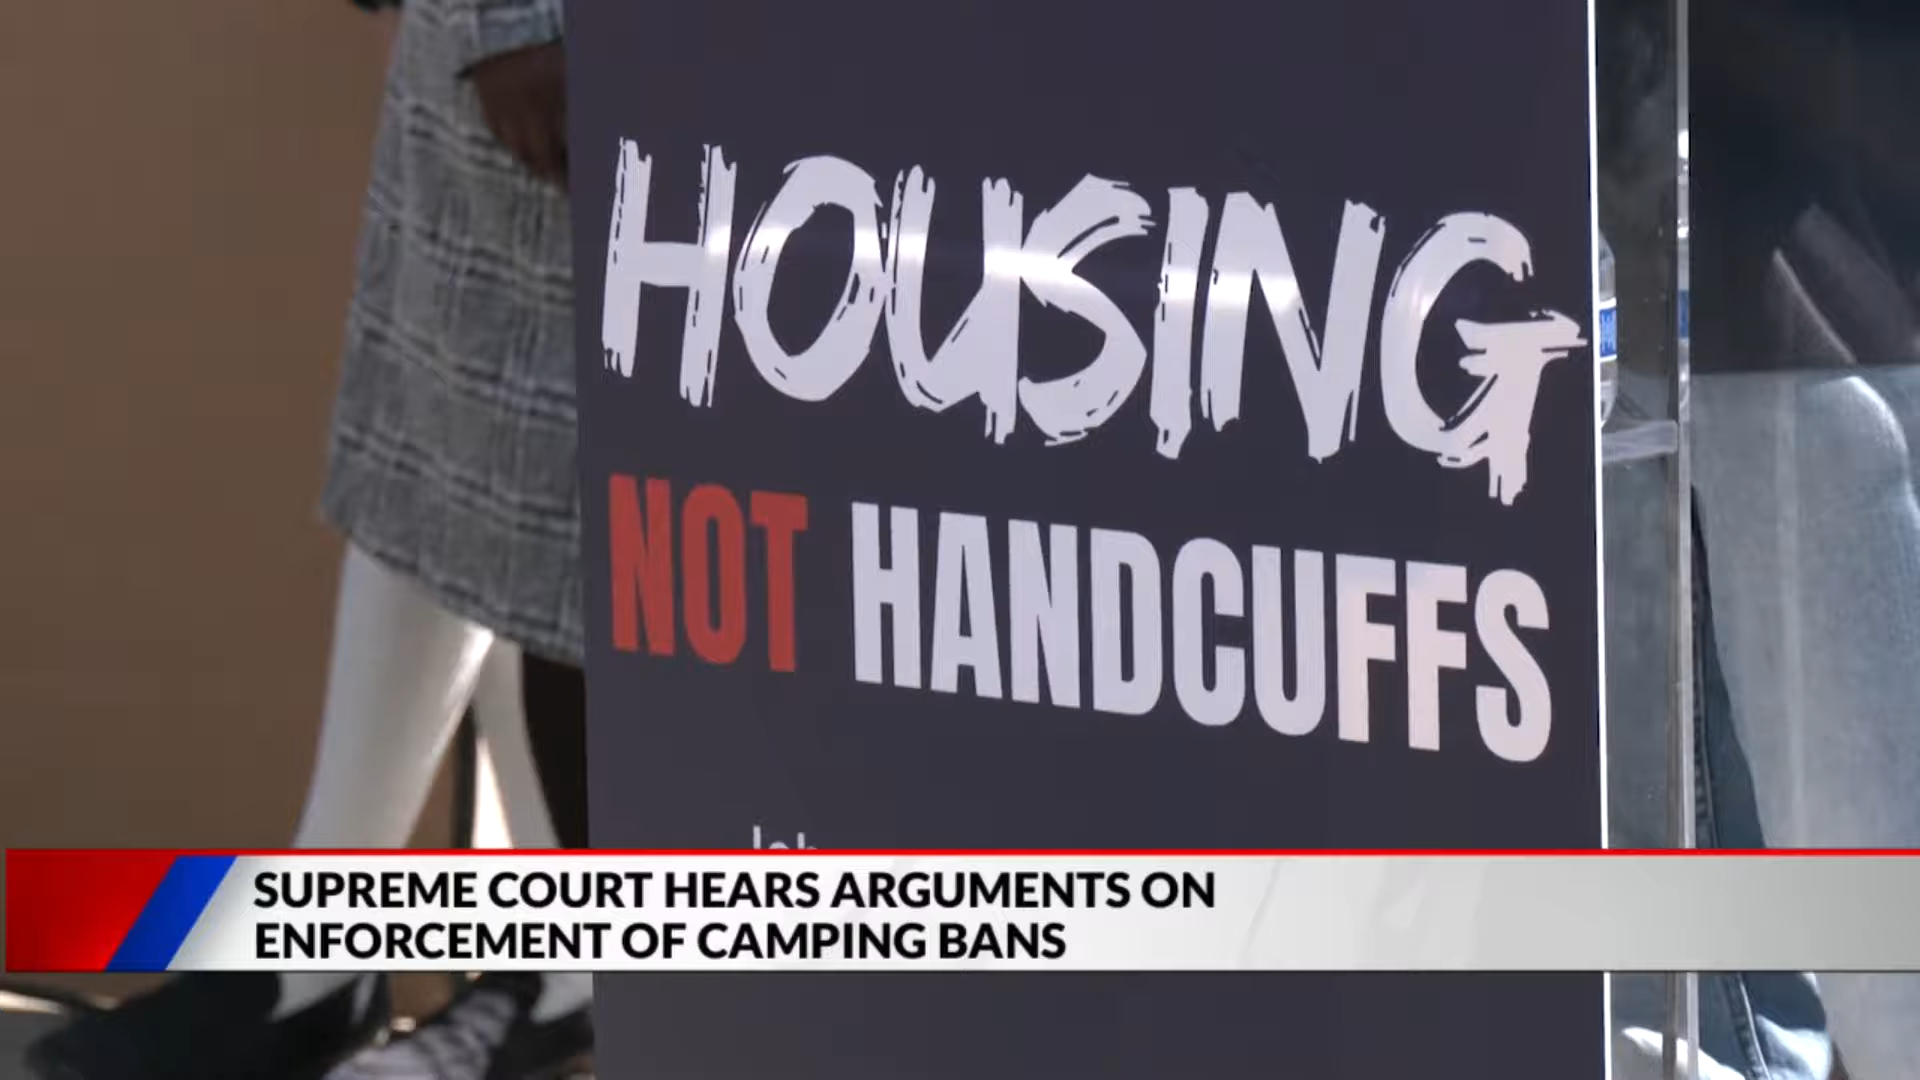 HOUSING
NOT HANDCUFFS
SUPREME COURT HEARS ARGUMENTS ON
ENFORCEMENT OF CAMPING BANS